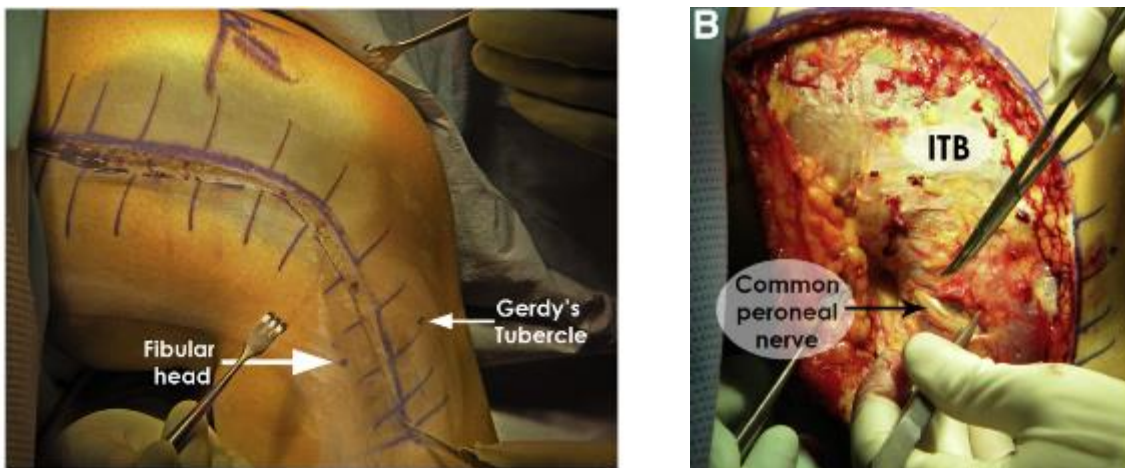 Gerdy's
Tubercle
Fibular
head
B
ITB
Common
peroneal
nerve